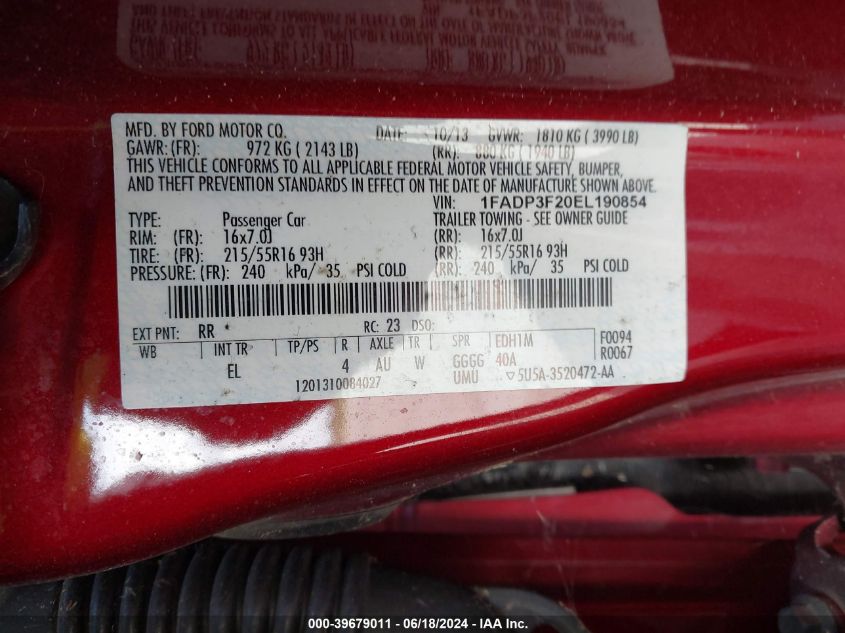 MFD. BY FORD MOTOR CO. DATE: 10/13 GVWR: 1810 KG ( 3990 LB)
GAWR: (FR): 972 KG ( 2143 LB) (RR): 880 KG ( 1940 LB)
THIS VEHICLE CONFORMS TO ALL APPLICABLE FEDERAL MOTOR VEHICLE SAFETY, BUMPER,
AND THEFT PREVENTION STANDARDS IN EFFECT ON THE DATE OF MANUFACTURE SHOWN ABOVE.
VIN: 1FADP3F20EL190854
TYPE: Passenger Car TRAILER TOWING - SEE OWNER GUIDE
RIM: (FR): 16x7.0J (RR): 16x7.0J
TIRE: (FR): 215/55R16 93H (RR): 215/55R16 93H
PRESSURE: (FR): 240 kPa/ 35 PSI COLD (RR): 240 kPa/ 35 PSI COLD
EXT PNT: RR RC: 23 DSO: F0094
WB INT TR TP/PS R AXLE TR SPR EDH1M R0067
EL 4 AU W GGGG 40A
1201310084027 UMU ▽5U5A-3520472-AA
000-39679011 - 06/18/2024 - IAAI.com